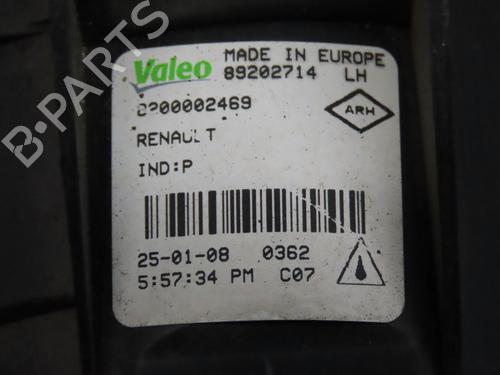 Valeo MADE IN EUROPE
89202714 LH
8200002469
ARH
RENAULT
IND:P
25-01-08 0362
5:57:34 PM C07
B-PARTS